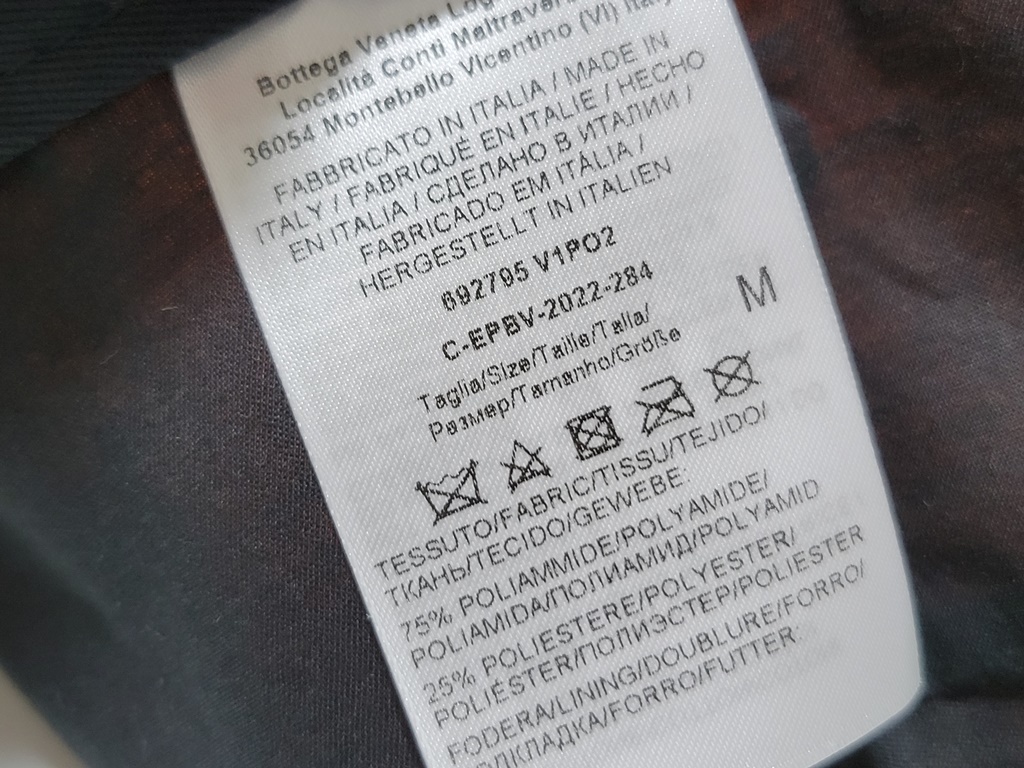 Bottega Veneta Log
Località Conti Maltraver
36054 Montebello Vicentino (VI) Italy
FABBRICATO IN ITALIA / MADE IN
ITALY / FABRIQUÉ EN ITALIE / HECHO
EN ITALIA / СДЕЛАНО В ИТАЛИИ /
FABRICADO EM ITÁLIA /
HERGESTELLT IN ITALIEN
692795 V1PO2
C-EPBV-2022-284
Taglia/Size/Taille/Talla/
Размер/Tamanho/Größe
M
TESSUTO/FABRIC/TISSU/TEJIDO/
ТКАНЬ/TECIDO/GEWEBE:
75% POLIAMMIDE/POLYAMIDE/
POLIAMIDA/ПОЛИАМИД/POLYAMID
25% POLIESTERE/POLYESTER/
POLIÉSTER/ПОЛИЭСТЕР/POLIESTER
FODERA/LINING/DOUBLURE/FORRO/
ОДКЛАДКА/FORRO/FUTTER: